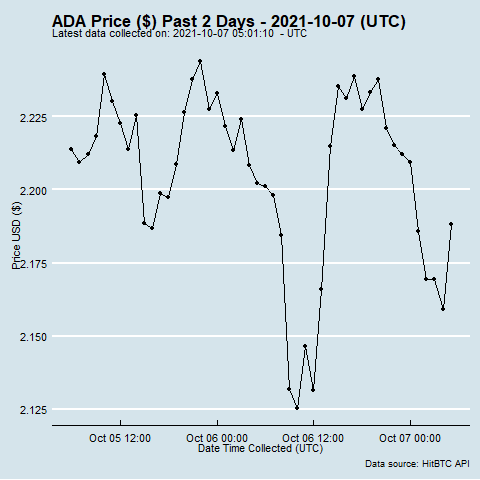 ADA Price ($) Past 2 Days - 2021-10-07 (UTC)
Latest data collected on: 2021-10-07 05:01:10 - UTC
2.225
2.200
2.175
2.150
2.125
Price USD ($)
Oct 05 12:00
Oct 06 00:00
Oct 06 12:00
Oct 07 00:00
Date Time Collected (UTC)
Data source: HitBTC API